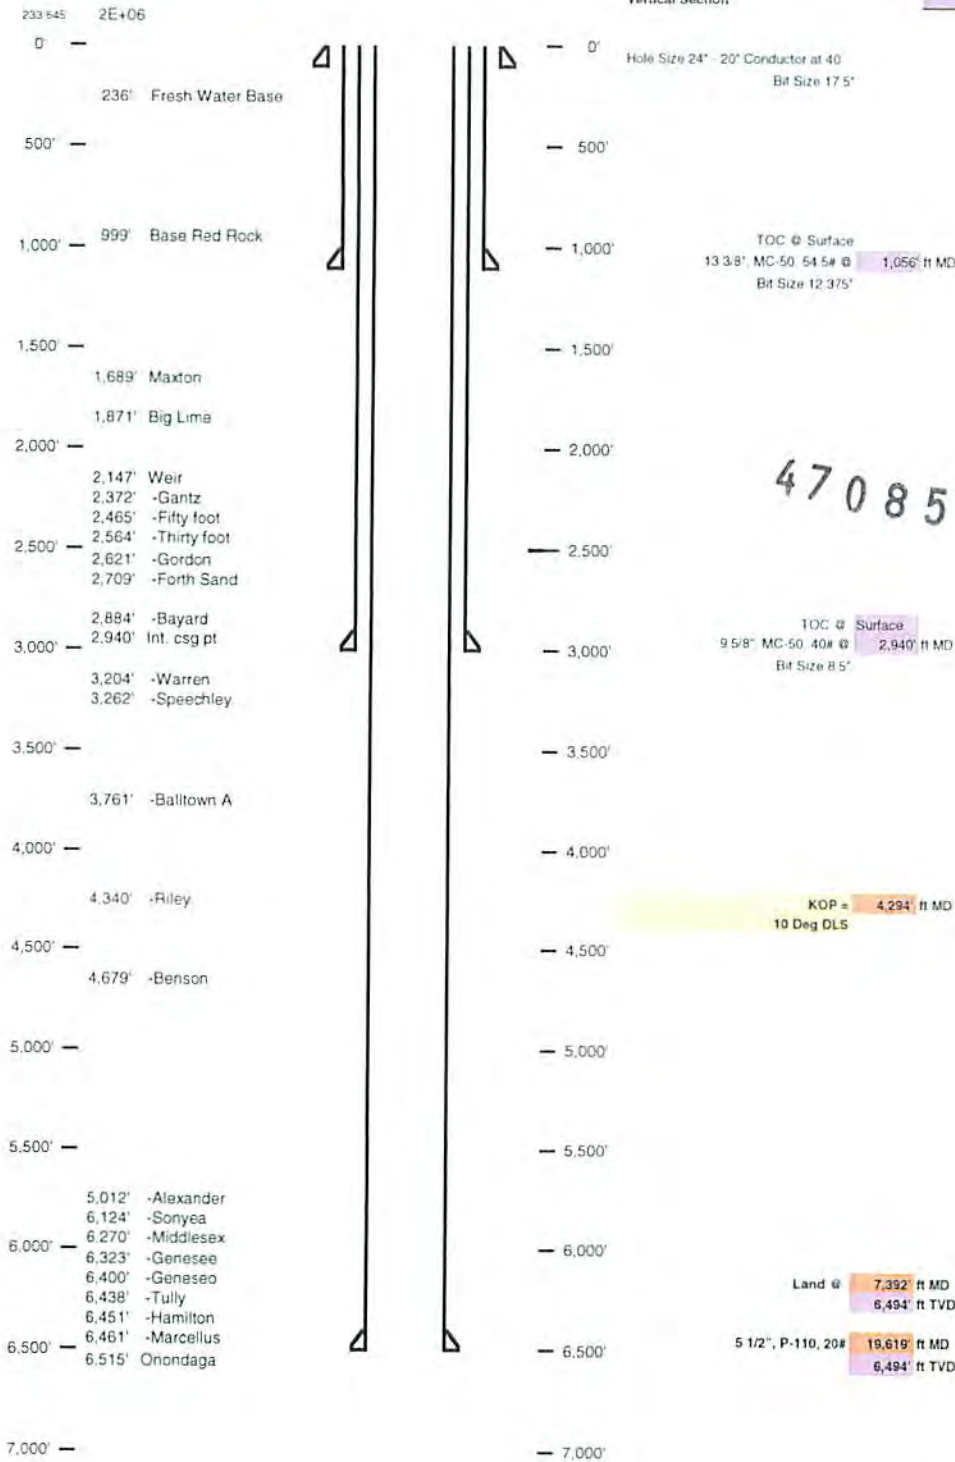 Vertical Section
233 645 2E+06
0'
0'
Hole Size 24" - 20" Conductor at 40
Bit Size 17 5"
236' Fresh Water Base
500'
500'
999' Base Red Rock
1,000'
1,000'
TOC @ Surface
13 3/8", MC-50, 54 5# @ 1,056' ft MD
Bit Size 12.375"
1,500'
1,500'
1,689' Maxton
1,871' Big Lime
2,000'
2,000'
47085
2,147' Weir
2,372' -Gantz
2,465' -Fifty foot
2,564' -Thirty foot
2,500'
2,500'
2,621' -Gordon
2,709' -Forth Sand
2,884' -Bayard
2,940' Int. csg pt
3,000'
3,000'
TOC @ Surface
9 5/8", MC-50, 40# @ 2,940' ft MD
Bit Size 8 5"
3,204' -Warren
3,262' -Speechley
3,500'
3,500'
3,761' -Balltown A
4,000'
4,000'
4,340' -Riley
KOP = 4,294' ft MD
10 Deg DLS
4,500'
4,500'
4,679' -Benson
5,000'
5,000'
5,500'
5,500'
5,012' -Alexander
6,124' -Sonyea
6,270' -Middlesex
6,000'
6,000'
6,323' -Genesee
6,400' -Geneseo
6,438' -Tully
6,451' -Hamilton
6,461' -Marcellus
6,515' Onondaga
Land @ 7,392' ft MD
6,494' ft TVD
6,500'
6,500'
5 1/2", P-110, 20# 19,619' ft MD
6,494' ft TVD
7,000'
7,000'